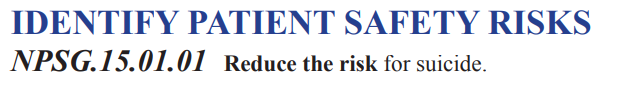 IDENTIFY PATIENT SAFETY RISKS
NPSG.15.01.01 Reduce the risk for suicide.